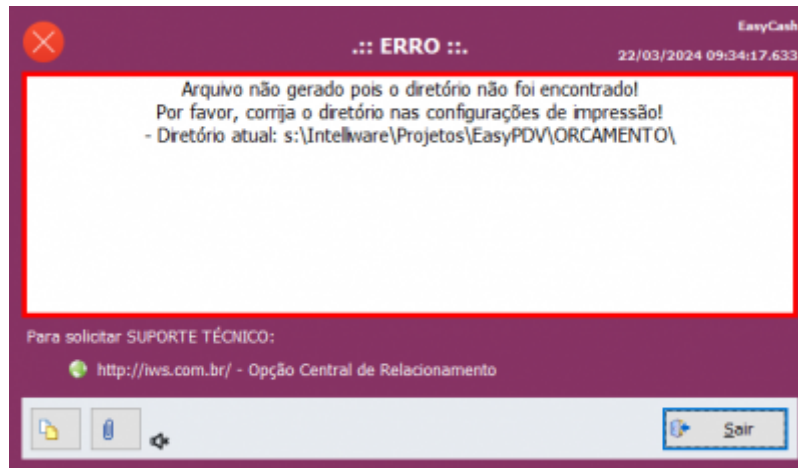 EasyCash
.:: ERRO ::.
22/03/2024 09:34:17.633
Arquivo não gerado pois o diretório não foi encontrado!
Por favor, corrija o diretório nas configurações de impressão!
- Diretório atual: s:\Intelliware\Projetos\EasyPDV\ORCAMENTO\
Para solicitar SUPORTE TÉCNICO:
http://iws.com.br/ - Opção Central de Relacionamento
Sair